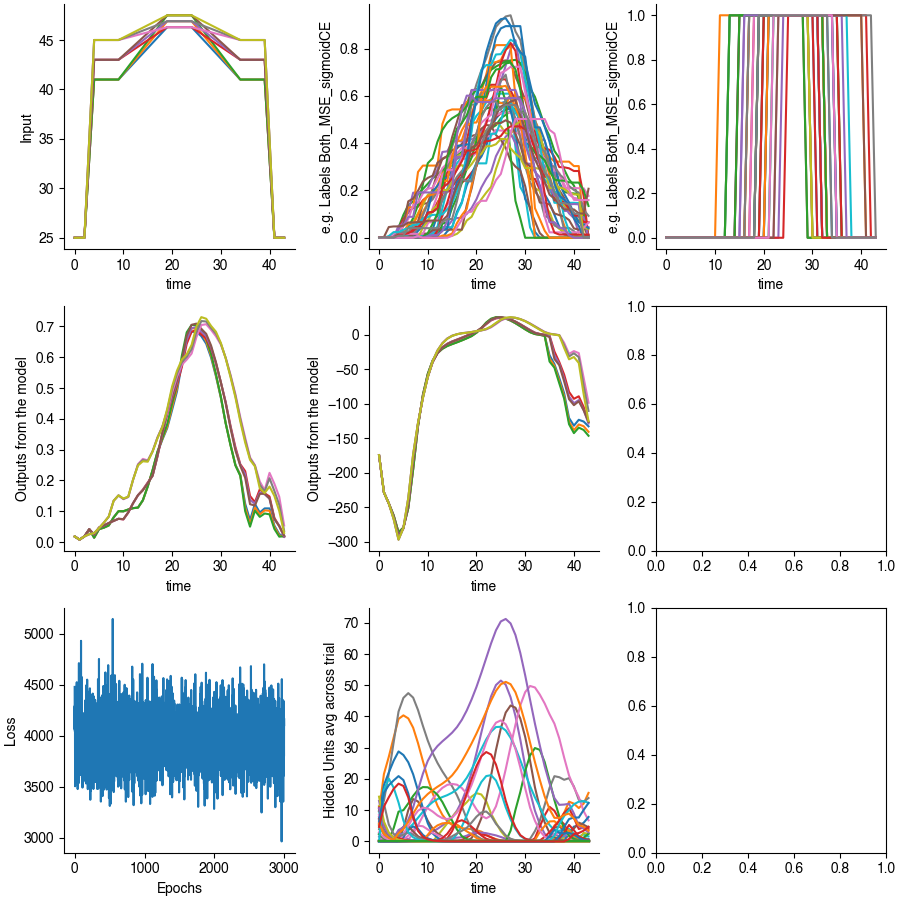 45
40
35
30
25
Input
0 10 20 30 40
time
0.8
0.6
0.4
0.2
0.0
e.g. Labels Both_MSE_sigmoidCE
0 10 20 30 40
time
1.0
0.8
0.6
0.4
0.2
0.0
e.g. Labels Both_MSE_sigmoidCE
0 10 20 30 40
time
0.7
0.6
0.5
0.4
0.3
0.2
0.1
0.0
Outputs from the model
0 10 20 30 40
time
0
−50
−100
−150
−200
−250
−300
Outputs from the model
0 10 20 30 40
time
1.0
0.8
0.6
0.4
0.2
0.0
0.0 0.2 0.4 0.6 0.8 1.0
5000
4500
4000
3500
3000
Loss
0 1000 2000 3000
Epochs
70
60
50
40
30
20
10
0
Hidden Units avg across trial
0 10 20 30 40
time
1.0
0.8
0.6
0.4
0.2
0.0
0.0 0.2 0.4 0.6 0.8 1.0